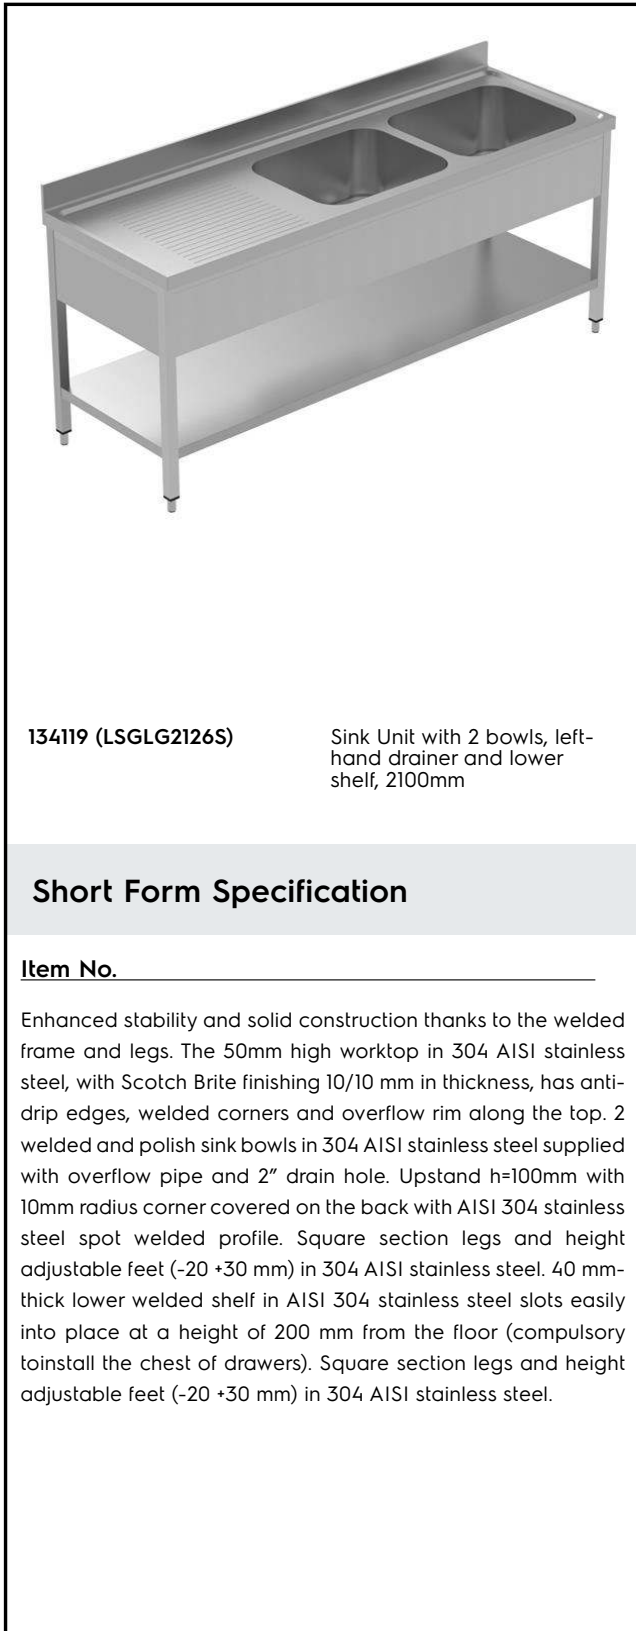 134119 (LSGLG2126S)
Sink Unit with 2 bowls, left-
hand drainer and lower
shelf, 2100mm
Short Form Specification
Item No.
Enhanced stability and solid construction thanks to the welded
frame and legs. The 50mm high worktop in 304 AISI stainless
steel, with Scotch Brite finishing 10/10 mm in thickness, has anti-
drip edges, welded corners and overflow rim along the top. 2
welded and polish sink bowls in 304 AISI stainless steel supplied
with overflow pipe and 2″ drain hole. Upstand h=100mm with
10mm radius corner covered on the back with AISI 304 stainless
steel spot welded profile. Square section legs and height
adjustable feet (-20 +30 mm) in 304 AISI stainless steel. 40 mm-
thick lower welded shelf in AISI 304 stainless steel slots easily
into place at a height of 200 mm from the floor (compulsory
toinstall the chest of drawers). Square section legs and height
adjustable feet (-20 +30 mm) in 304 AISI stainless steel.